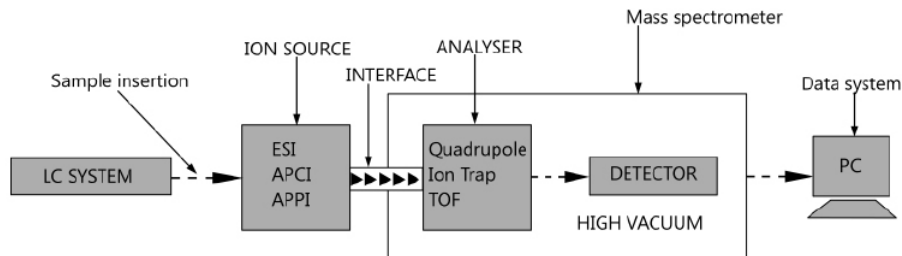 Mass spectrometer
ION SOURCE
ANALYSER
INTERFACE
Sample insertion
Data system
LC SYSTEM
ESI
APCI
APPI
Quadrupole
Ion Trap
TOF
DETECTOR
PC
HIGH VACUUM